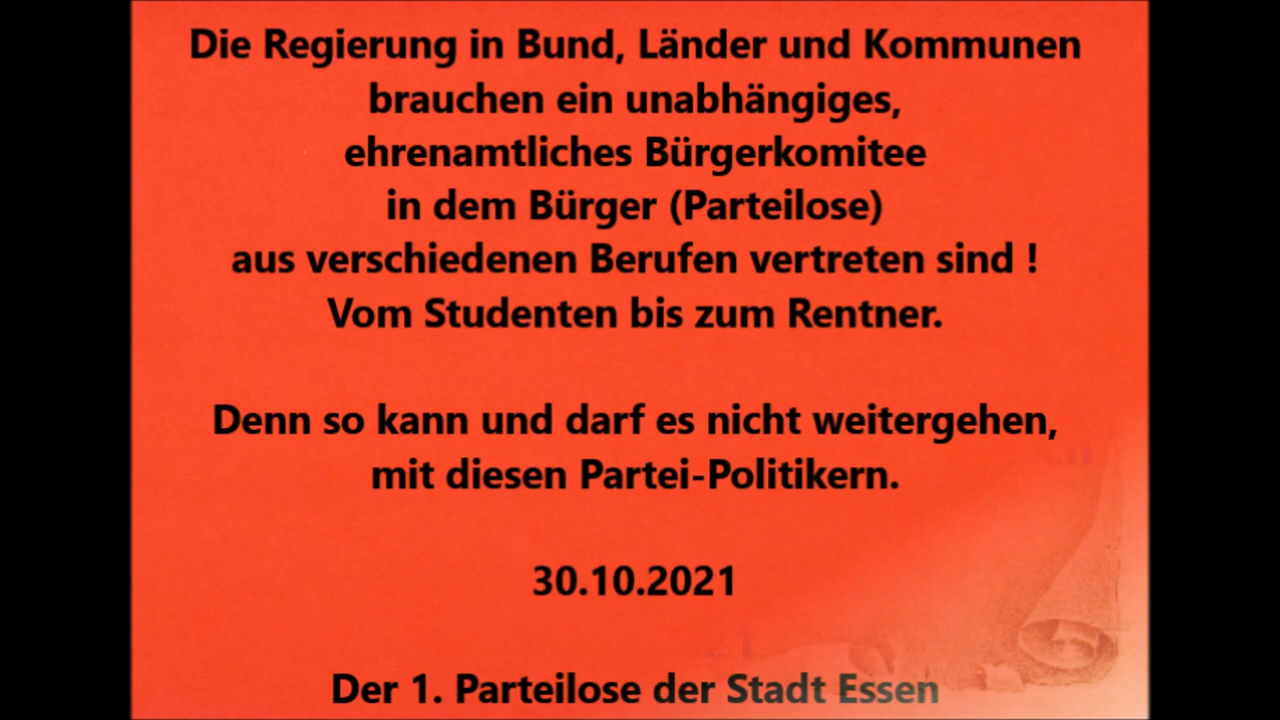 Die Regierung in Bund, Länder und Kommunen
brauchen ein unabhängiges,
ehrenamtliches Bürgerkomitee
in dem Bürger (Parteilose)
aus verschiedenen Berufen vertreten sind !
Vom Studenten bis zum Rentner.
Denn so kann und darf es nicht weitergehen,
mit diesen Partei-Politikern.
30.10.2021
Der 1. Parteilose der Stadt Essen